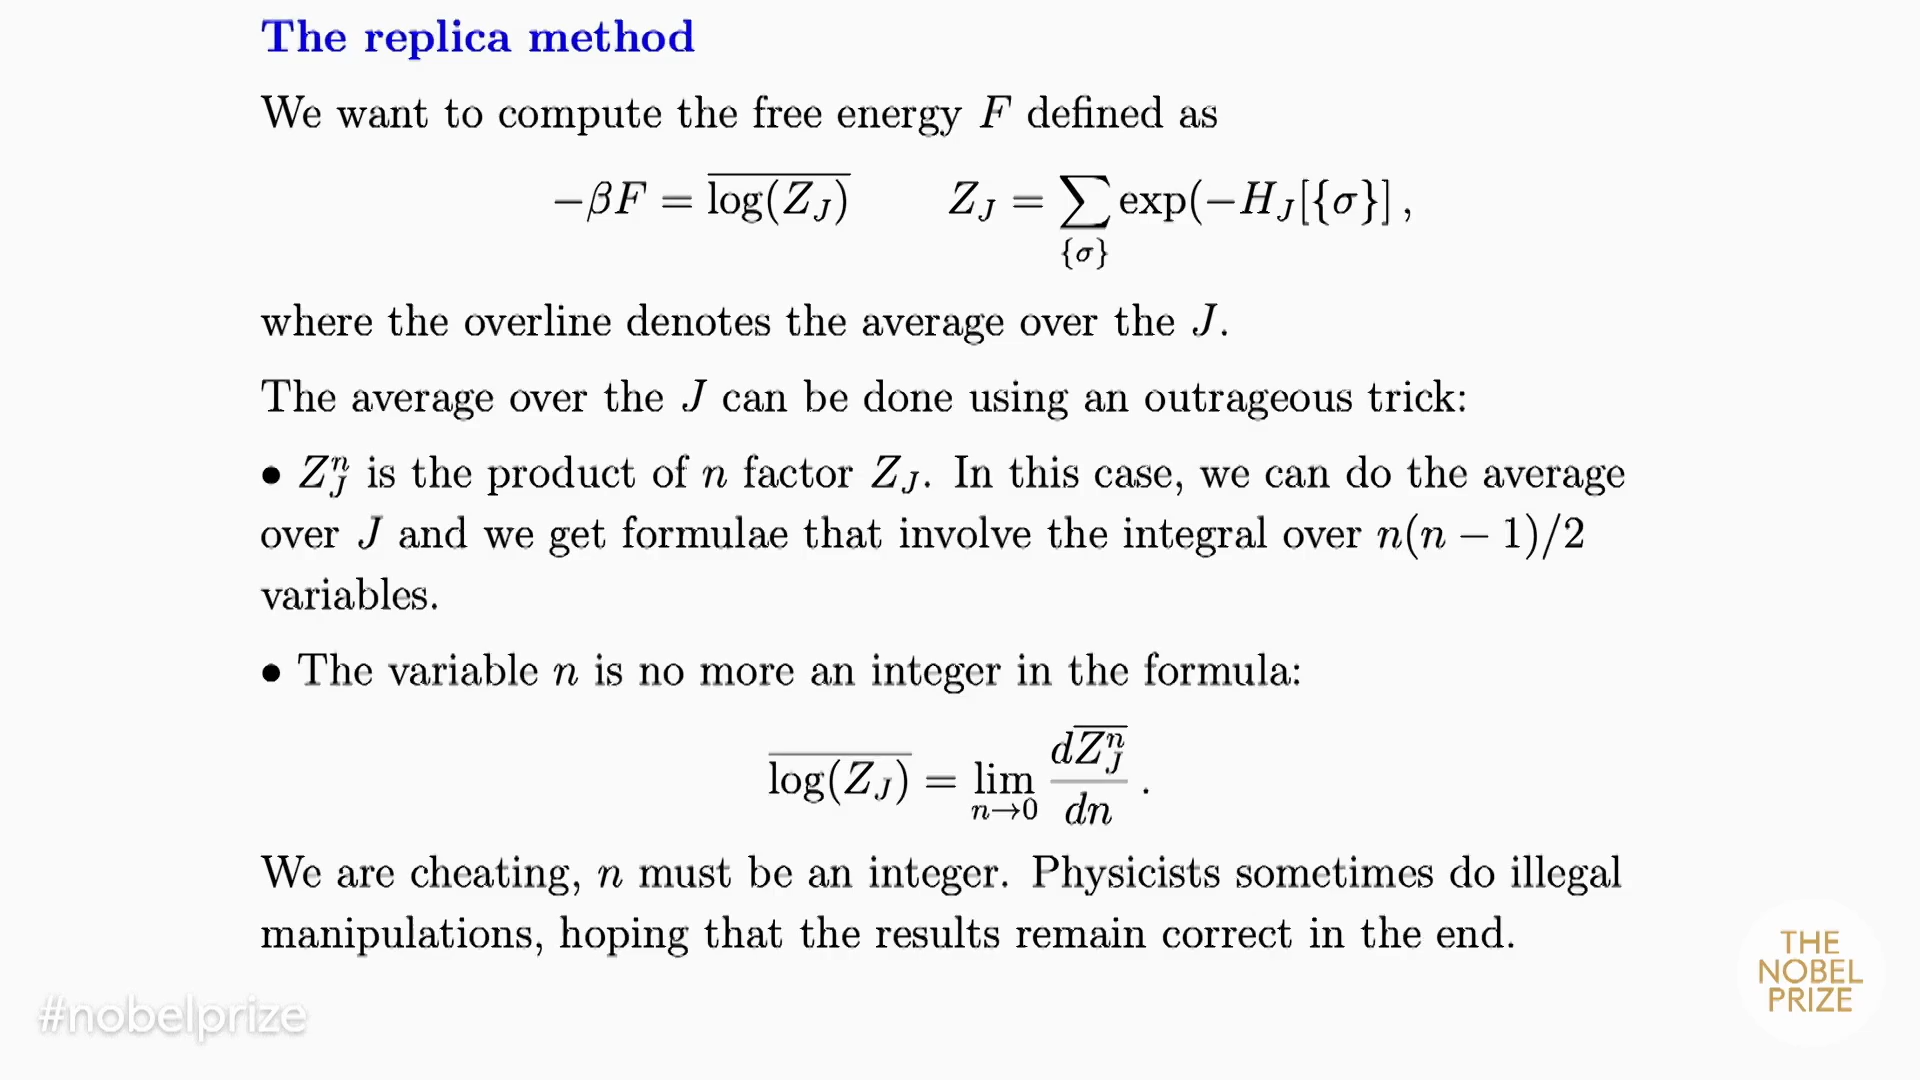 The replica method
We want to compute the free energy F defined as
−βF = \overline{log(Z_J)}    Z_J = ∑_{{σ}} exp(−H_J[{σ}] ,
where the overline denotes the average over the J.
The average over the J can be done using an outrageous trick:
• Z_J^n is the product of n factor Z_J. In this case, we can do the average
over J and we get formulae that involve the integral over n(n − 1)/2
variables.
• The variable n is no more an integer in the formula:
\overline{log(Z_J)} = lim_{n→0} \frac{d\overline{Z_J^n}}{dn} .
We are cheating, n must be an integer. Physicists sometimes do illegal
manipulations, hoping that the results remain correct in the end.
#nobelprize
THE
NOBEL
PRIZE